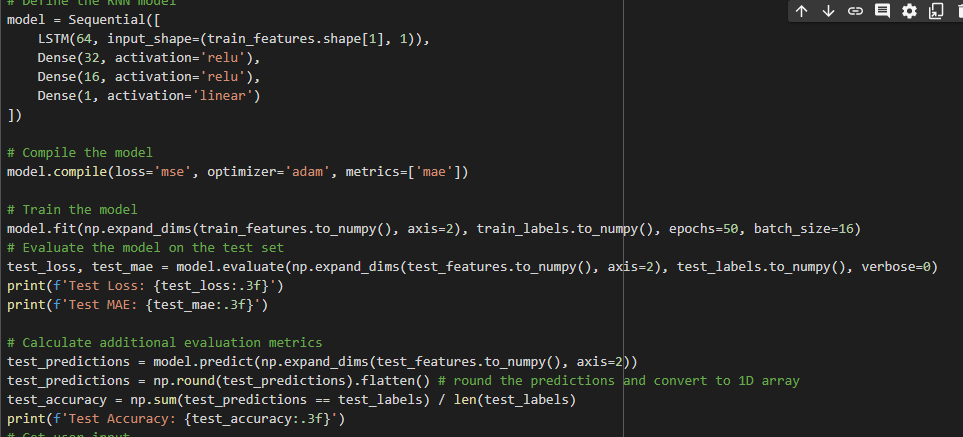 # Define the RNN model
model = Sequential([
    LSTM(64, input_shape=(train_features.shape[1], 1)),
    Dense(32, activation='relu'),
    Dense(16, activation='relu'),
    Dense(1, activation='linear')
])
# Compile the model
model.compile(loss='mse', optimizer='adam', metrics=['mae'])
# Train the model
model.fit(np.expand_dims(train_features.to_numpy(), axis=2), train_labels.to_numpy(), epochs=50, batch_size=16)
# Evaluate the model on the test set
test_loss, test_mae = model.evaluate(np.expand_dims(test_features.to_numpy(), axis=2), test_labels.to_numpy(), verbose=0)
print(f'Test Loss: {test_loss:.3f}')
print(f'Test MAE: {test_mae:.3f}')
# Calculate additional evaluation metrics
test_predictions = model.predict(np.expand_dims(test_features.to_numpy(), axis=2))
test_predictions = np.round(test_predictions).flatten() # round the predictions and convert to 1D array
test_accuracy = np.sum(test_predictions == test_labels) / len(test_labels)
print(f'Test Accuracy: {test_accuracy:.3f}')
# Get user input